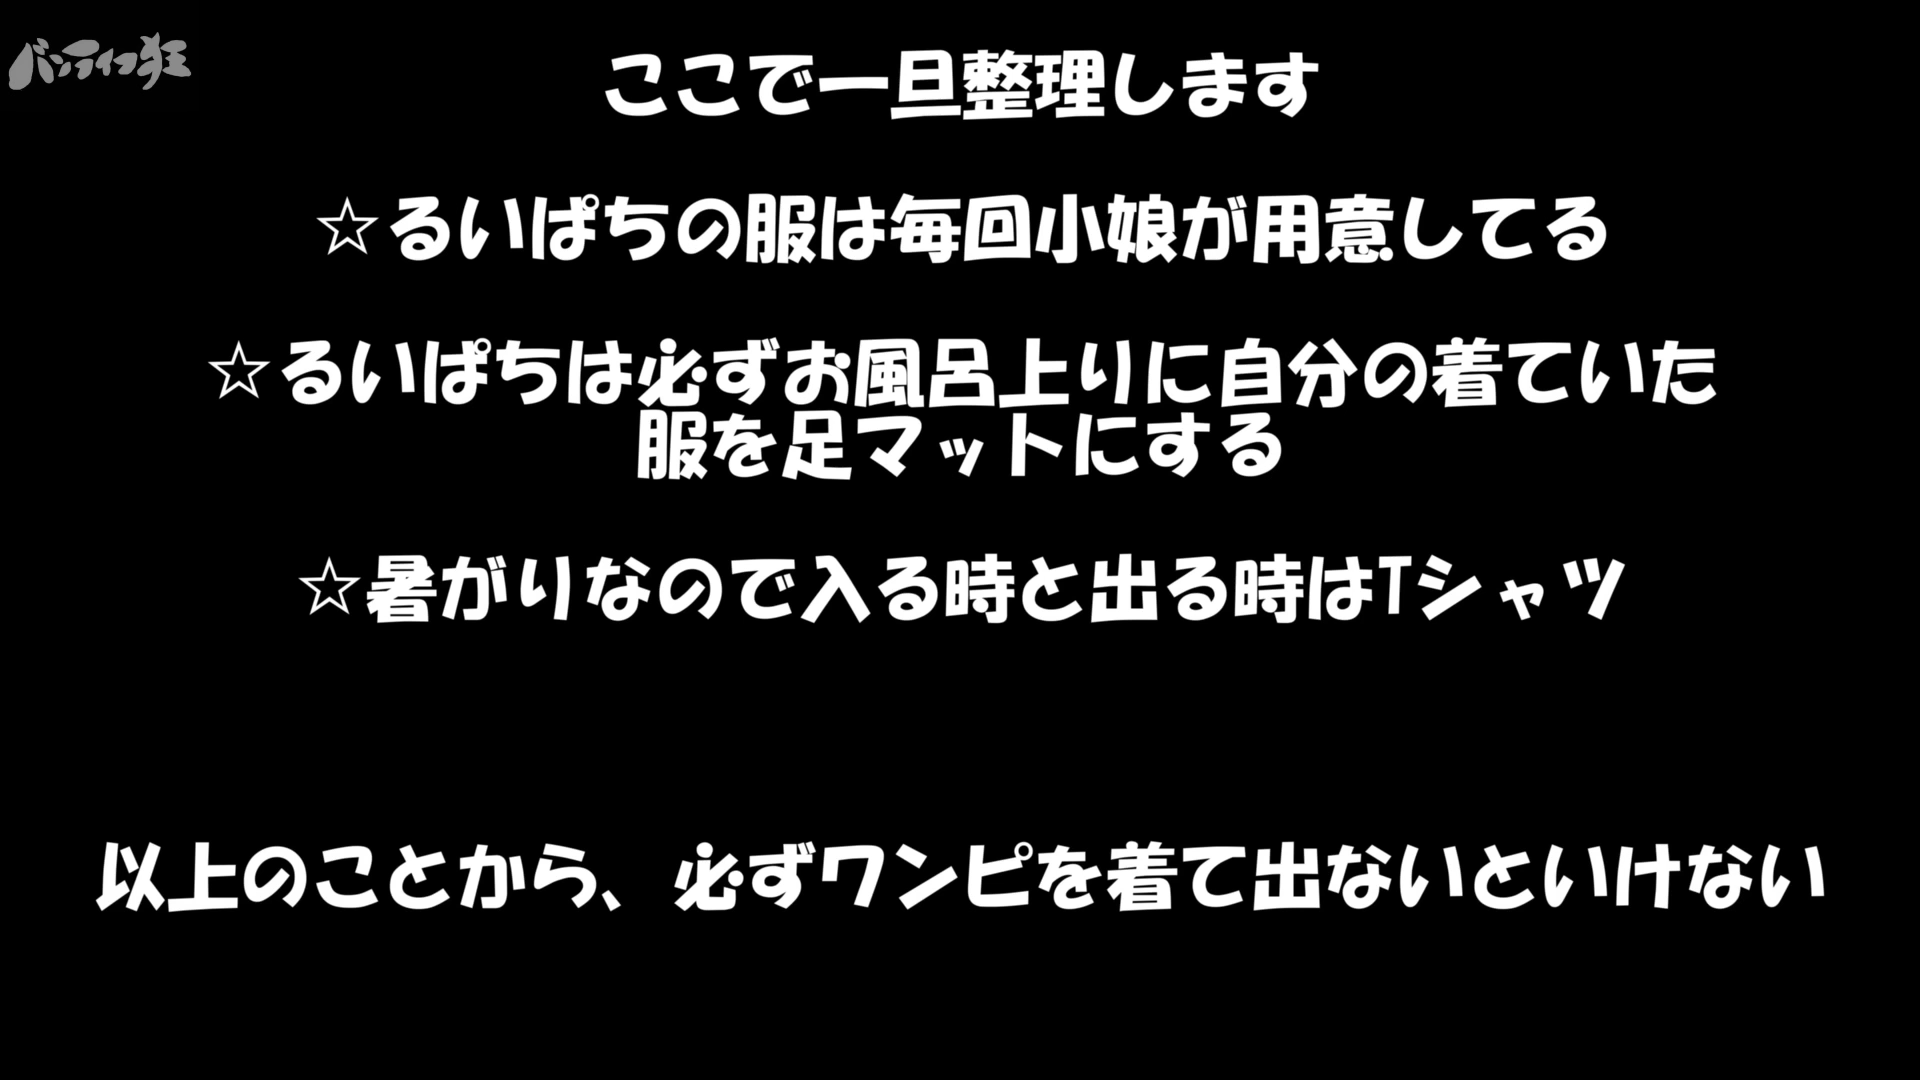 バンライフ狂
ここで一旦整理します
☆るいぱちの服は毎回小娘が用意してる
☆るいぱちは必ずお風呂上りに自分の着ていた
服を足マットにする
☆暑がりなので入る時と出る時はTシャツ
以上のことから、必ずワンピを着て出ないといけない